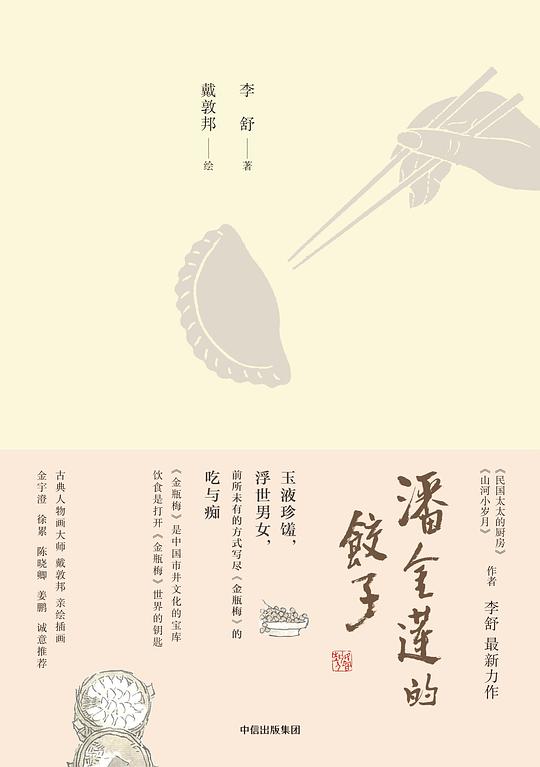 李 舒——著
戴敦邦——绘
《民国太太的厨房》
《山河小岁月》
作者 李舒 最新力作
潘金莲的
餃子
玉液珍馐，
浮世男女，
前所未有的方式写尽《金瓶梅》的
吃与痴
《金瓶梅》是中国市井文化的宝库
饮食是打开《金瓶梅》世界的钥匙
古典人物画大师 戴敦邦 亲绘插画
金宇澄 徐累 陈晓卿 姜鹏 诚意推荐
中信出版集团